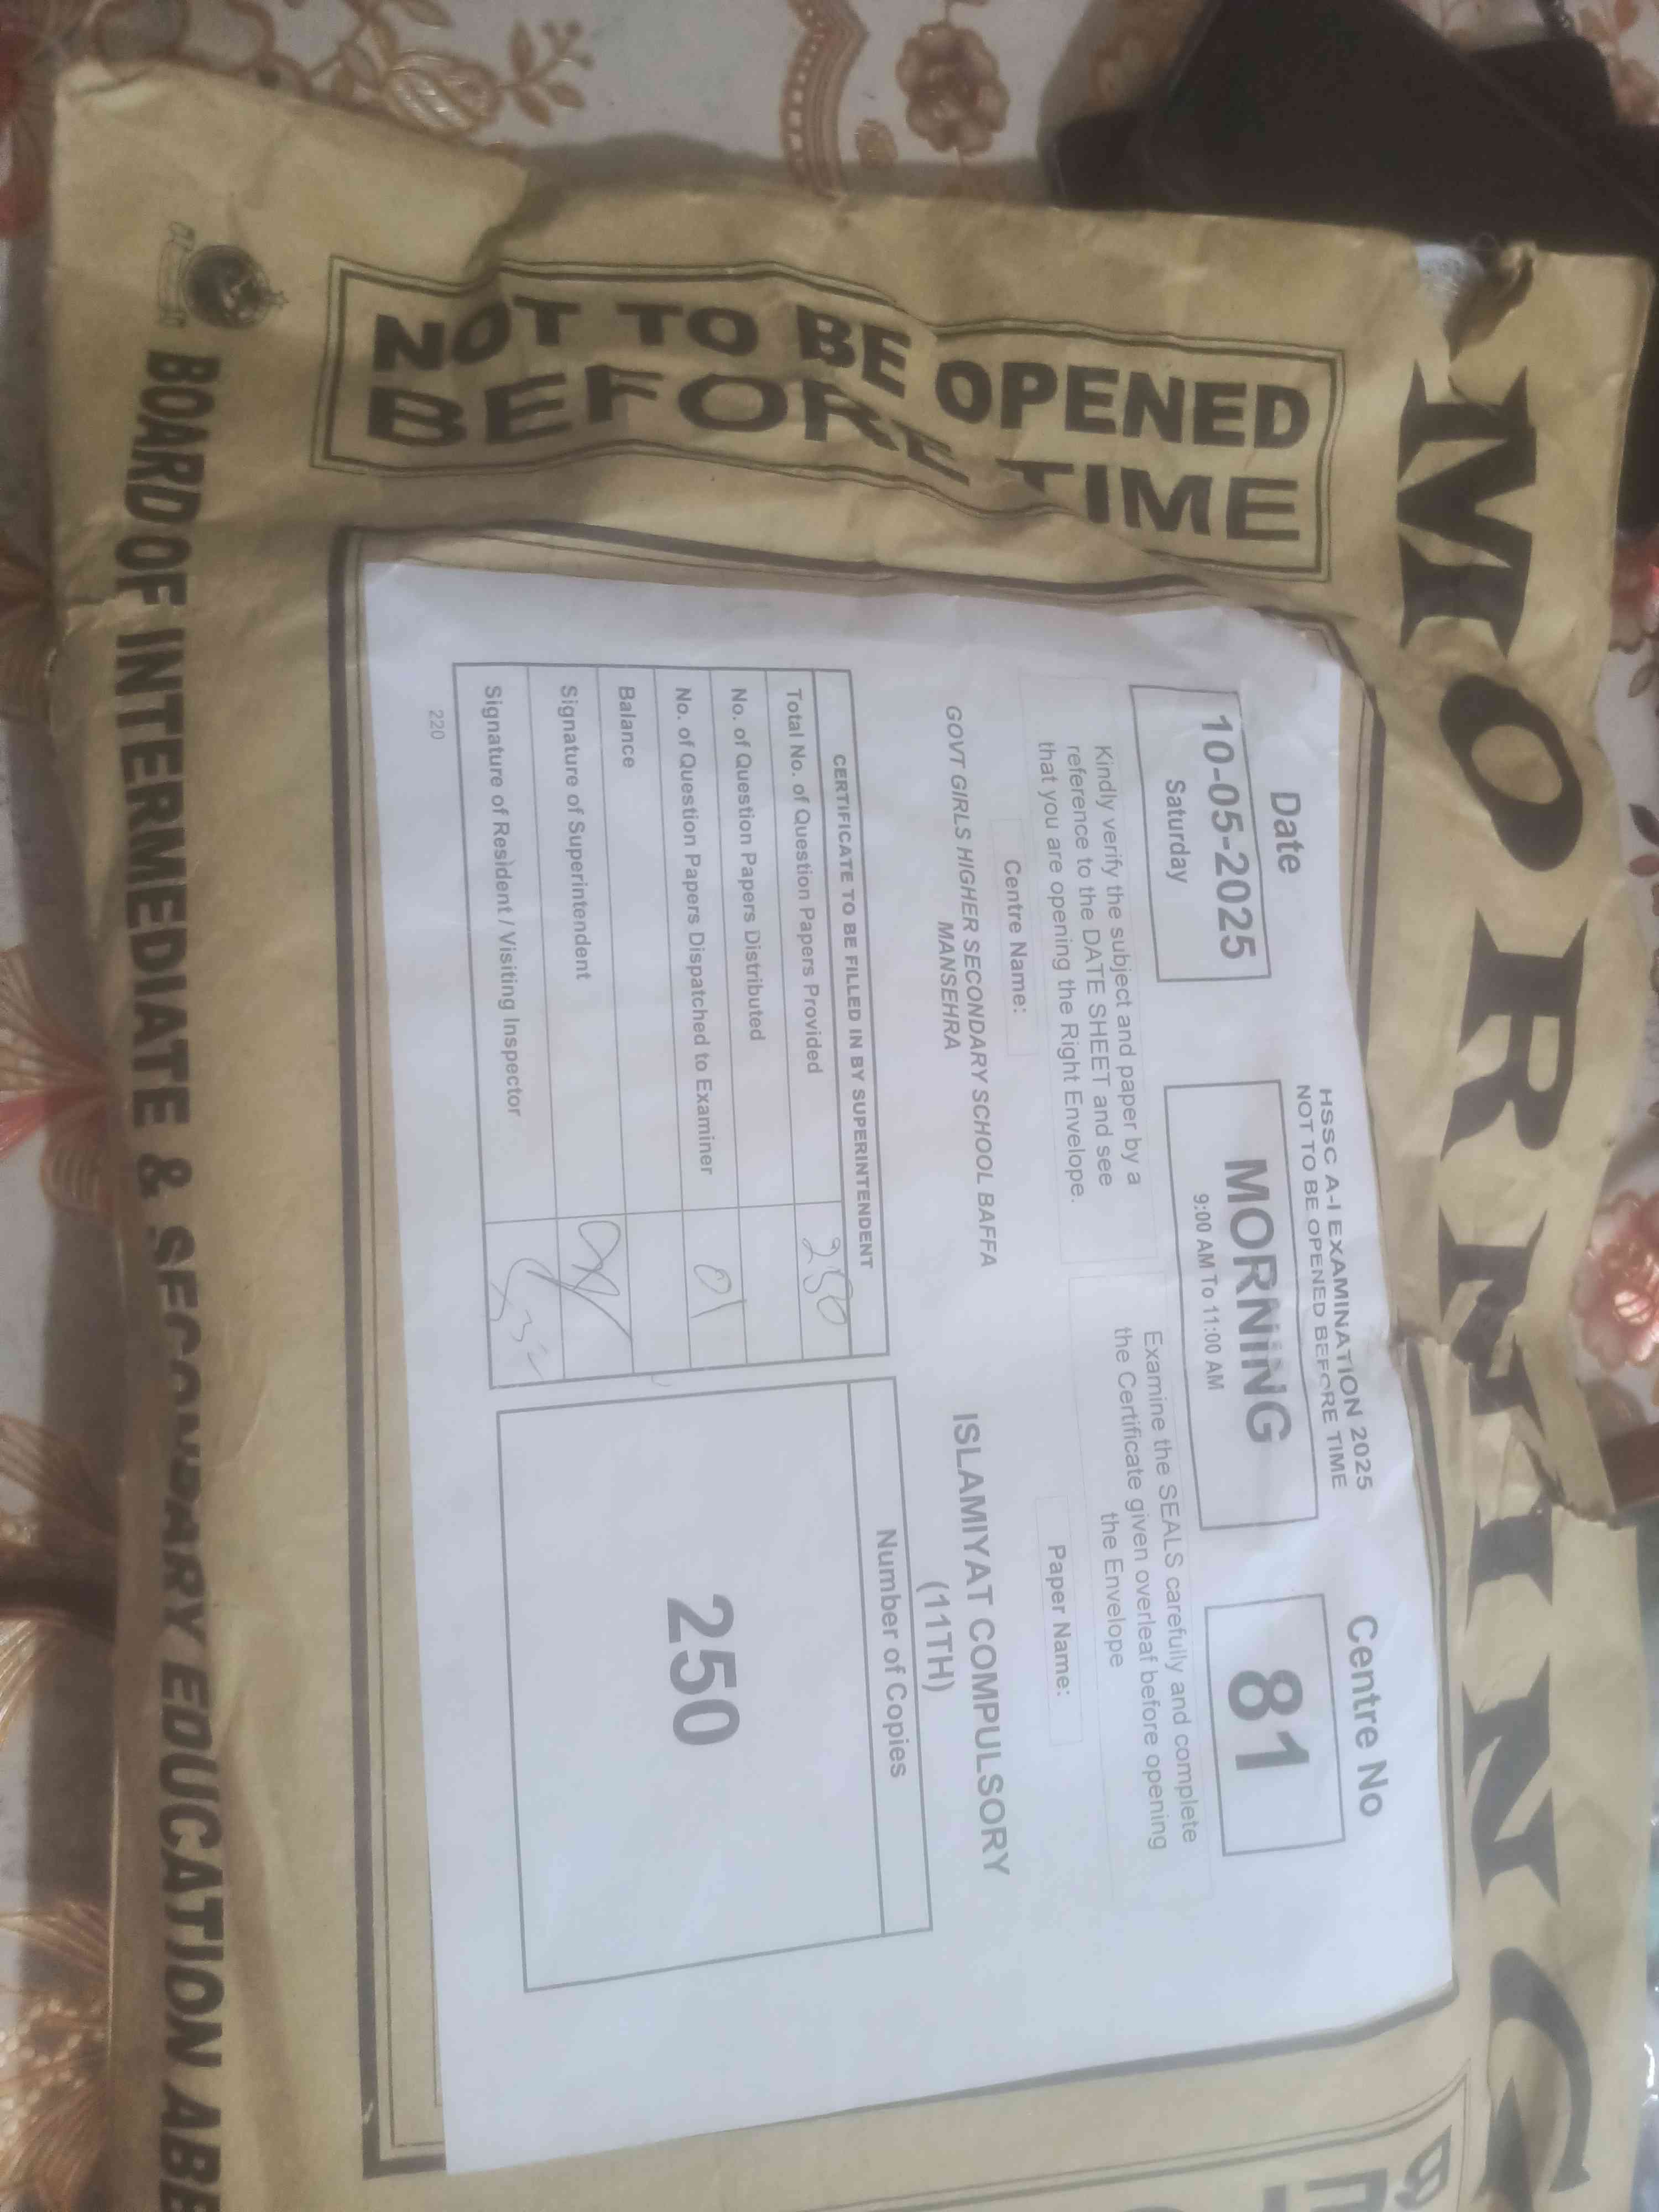 MORNING
NOT TO BE OPENED
BEFORE TIME
HSSC A-I EXAMINATION 2025
NOT TO BE OPENED BEFORE TIME
Date
10-05-2025
Saturday
MORNING
9:00 AM To 11:00 AM
Centre No
81
Kindly verify the subject and paper by a
reference to the DATE SHEET and see
that you are opening the Right Envelope.
Examine the SEALS carefully and complete
the Certificate given overleaf before opening
the Envelope
Centre Name:
GOVT GIRLS HIGHER SECONDARY SCHOOL BAFFA
MANSEHRA
Paper Name:
ISLAMIYAT COMPULSORY
(11TH)
CERTIFICATE TO BE FILLED IN BY SUPERINTENDENT
Total No. of Question Papers Provided 250
No. of Question Papers Distributed
No. of Question Papers Dispatched to Examiner 01
Balance
Signature of Superintendent
Signature of Resident / Visiting Inspector
220
Number of Copies
250
BOARD OF INTERMEDIATE & SECONDARY EDUCATION ABB